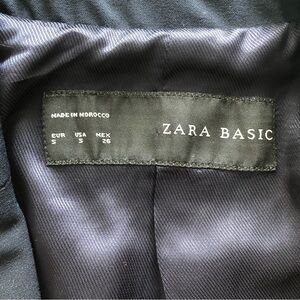 MADE IN MOROCCO
EUR USA MEX
S S 26
ZARA BASIC